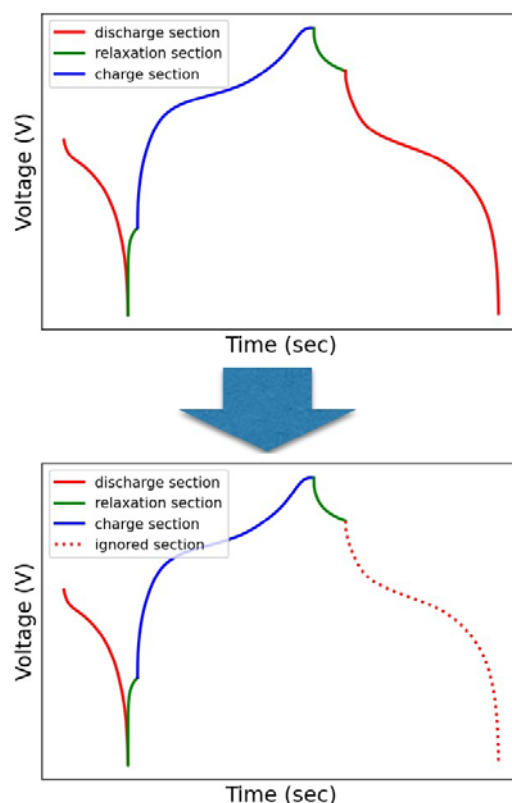 discharge section
relaxation section
charge section
Voltage (V)
Time (sec)
discharge section
relaxation section
charge section
ignored section
Voltage (V)
Time (sec)